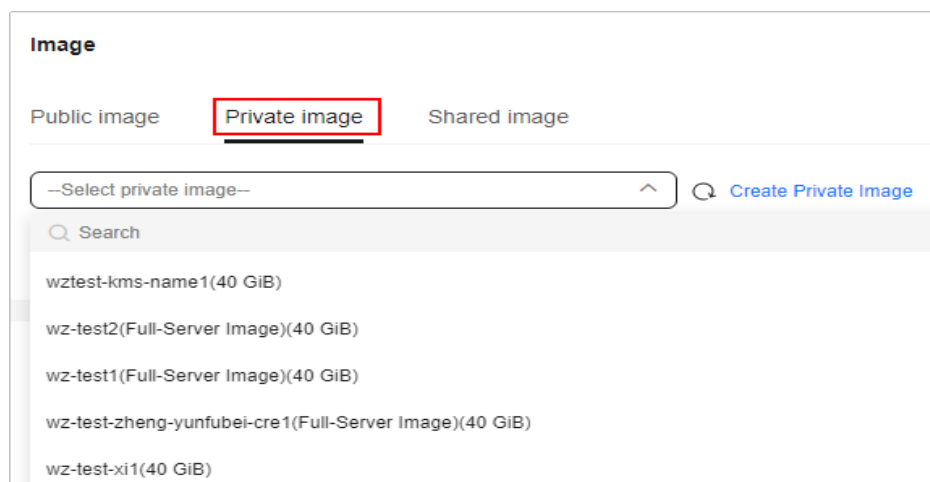 Image
Public image Private image Shared image
--Select private image-- Create Private Image
Search
wztest-kms-name1(40 GiB)
wz-test2(Full-Server Image)(40 GiB)
wz-test1(Full-Server Image)(40 GiB)
wz-test-zheng-yunfubei-cre1(Full-Server Image)(40 GiB)
wz-test-xi1(40 GiB)